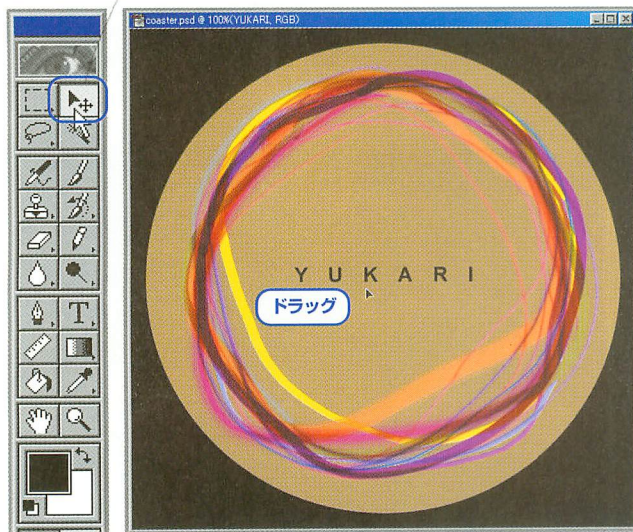 coaster.psd @ 100%(YUKARI, RGB)
YUKARI
ドラッグ
T